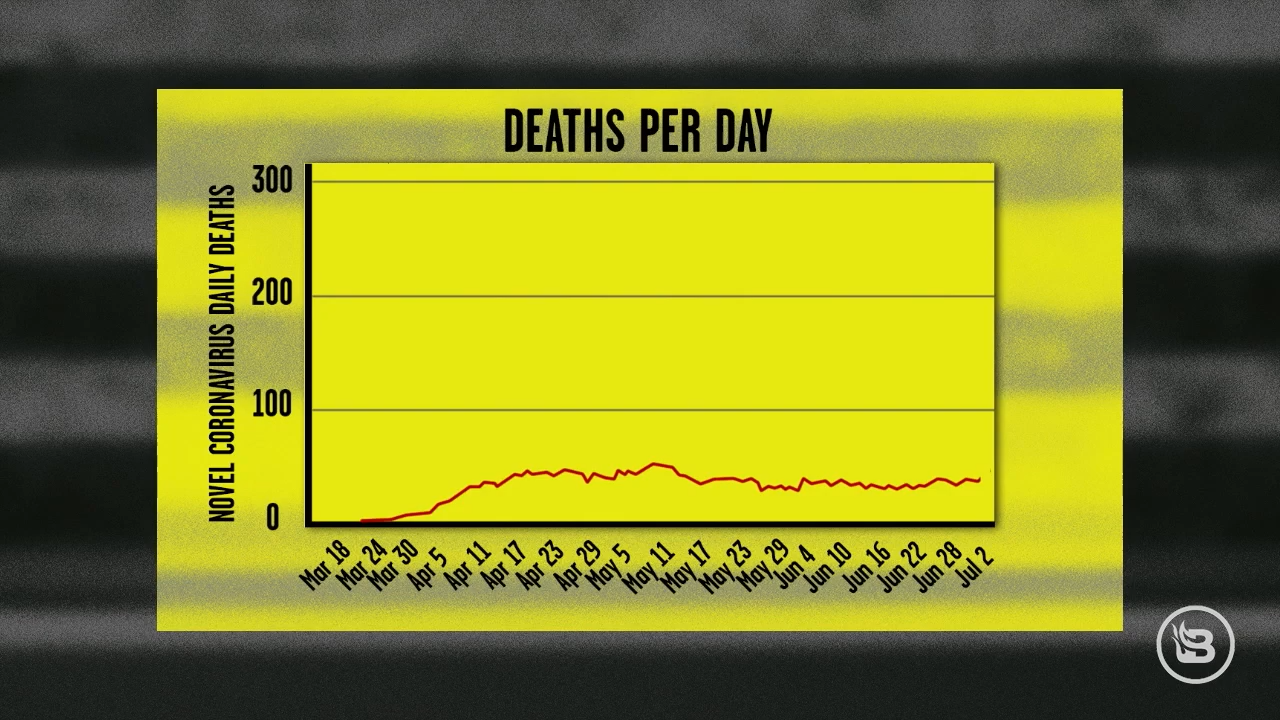 DEATHS PER DAY
NOVEL CORONAVIRUS DAILY DEATHS
300
200
100
0
Mar 18
Mar 24
Mar 30
Apr 5
Apr 11
Apr 17
Apr 23
Apr 29
May 5
May 11
May 17
May 23
May 29
Jun 4
Jun 10
Jun 16
Jun 22
Jun 28
Jul 2
B